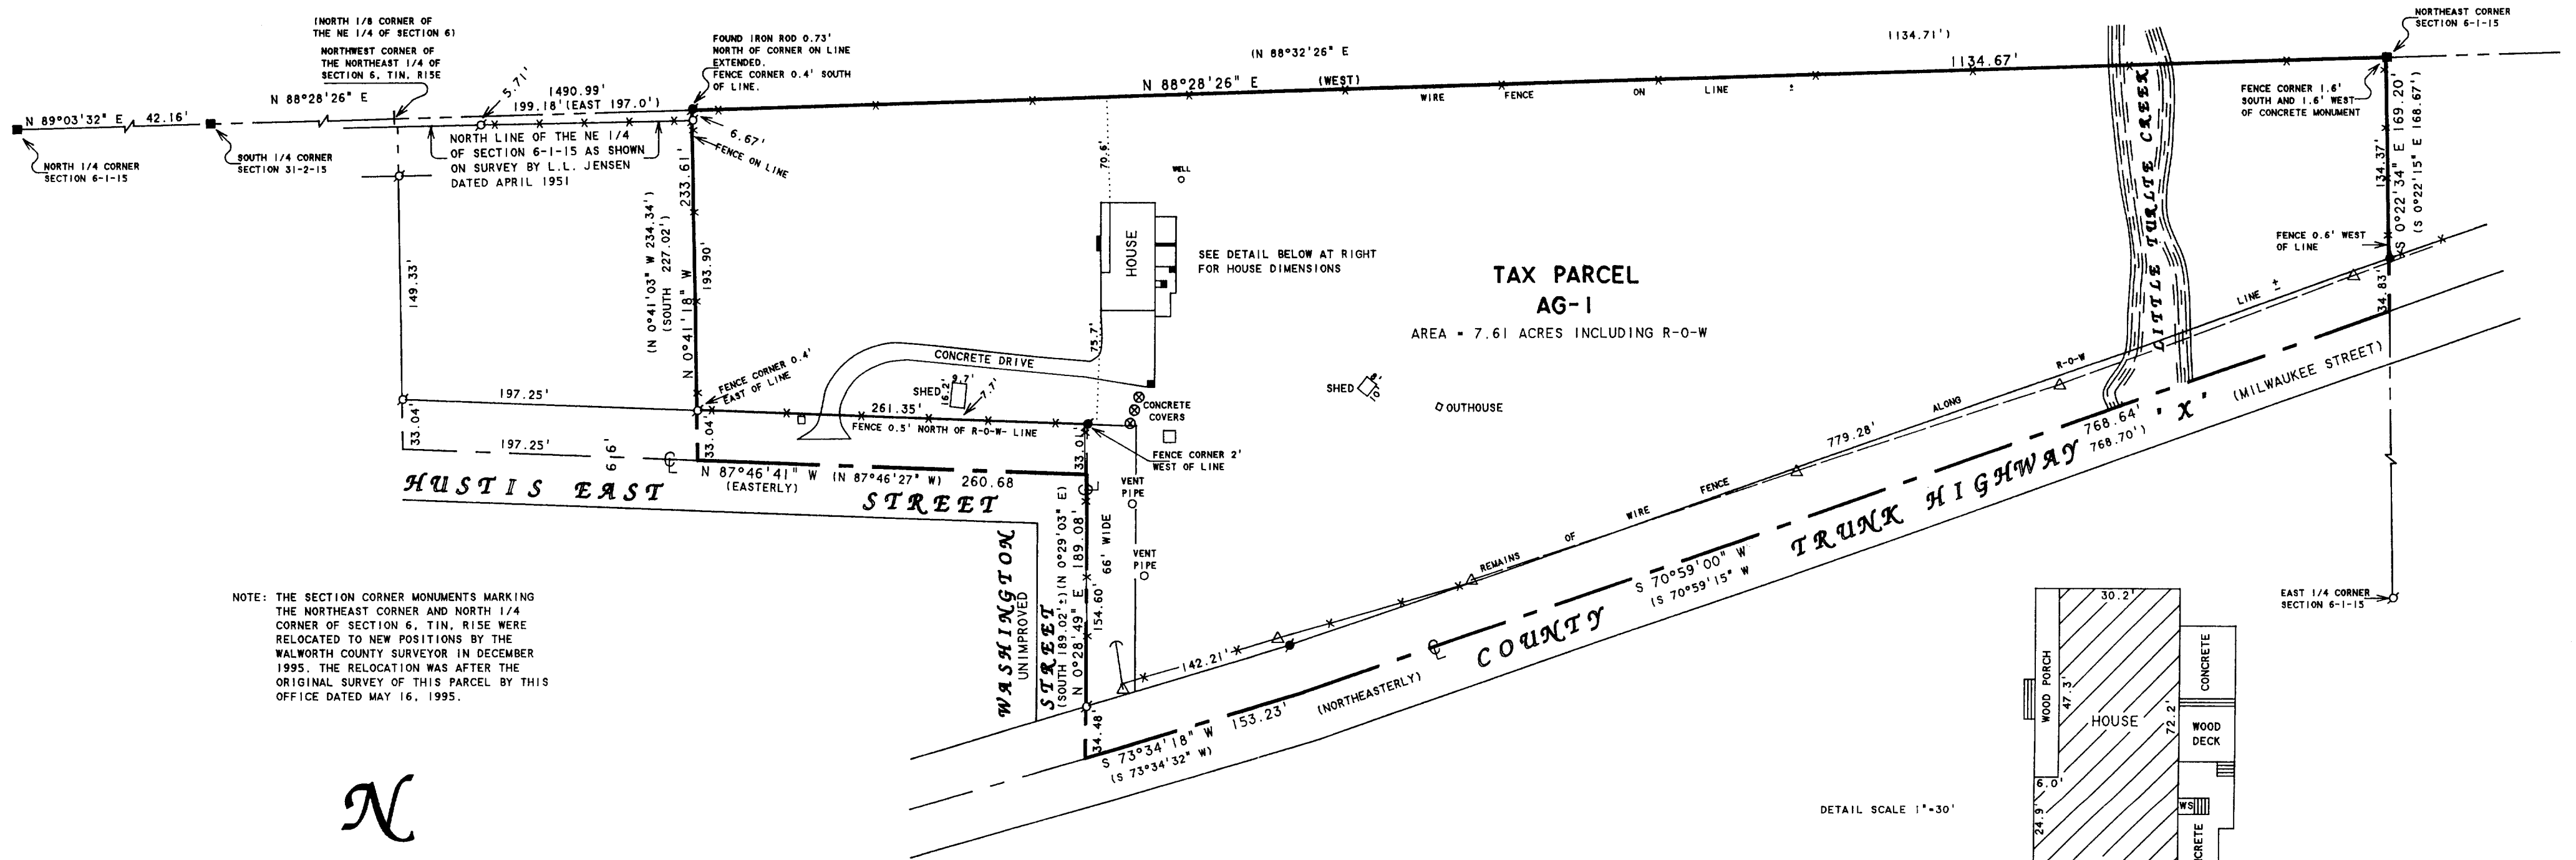 (NORTH 1/8 CORNER OF
THE NE 1/4 OF SECTION 6)
NORTHWEST CORNER OF
THE NORTHEAST 1/4 OF
SECTION 6, T1N, R15E
5.71'
N 88°28'26" E
1490.99'
199.18' (EAST 197.0')
N 89°03'32" E 42.16'
NORTH 1/4 CORNER
SECTION 6-1-15
SOUTH 1/4 CORNER
SECTION 31-2-15
NORTH LINE OF THE NE 1/4
OF SECTION 6-1-15 AS SHOWN
ON SURVEY BY L.L. JENSEN
DATED APRIL 1951
FOUND IRON ROD 0.73'
NORTH OF CORNER ON LINE
EXTENDED.
FENCE CORNER 0.4' SOUTH
OF LINE.
6.67'
FENCE ON LINE
(N 88°32'26" E
1134.71')
N 88°28'26" E (WEST)
1134.67'
WIRE FENCE ON LINE ±
NORTHEAST CORNER
SECTION 6-1-15
FENCE CORNER 1.6'
SOUTH AND 1.6' WEST
OF CONCRETE MONUMENT
134.37'
S 0°22'34" E 169.20'
(S 0°22'15" E 168.67')
FENCE 0.6' WEST
OF LINE
34.83'
LITTLE TURLTE CREEK
149.33'
233.61'
(N 0°41'03" W 234.34')
(SOUTH 227.02')
N 0°41'18" W
193.90'
70.6'
WELL
HOUSE
SEE DETAIL BELOW AT RIGHT
FOR HOUSE DIMENSIONS
TAX PARCEL
AG-1
AREA = 7.61 ACRES INCLUDING R-O-W
75.7'
CONCRETE DRIVE
FENCE CORNER 0.4'
EAST OF LINE
SHED
9.7'
16.2'
7.7'
SHED
8'
10'
OUTHOUSE
CONCRETE
COVERS
197.25'
261.35'
FENCE 0.5' NORTH OF R-O-W- LINE
33.04'
33.04'
33.01'
FENCE CORNER 2'
WEST OF LINE
197.25'
6.6'
N 87°46'41" W (N 87°46'27" W) 260.68
(EASTERLY)
HUSTIS EAST STREET
VENT
PIPE
VENT
PIPE
WASHINGTON
UNIMPROVED
STREET
(SOUTH 189.02'±)(N 0°29'03" E)
N 0°28'49" E 189.08'
154.60'
66' WIDE
34.48'
142.21'
REMAINS OF WIRE FENCE ALONG R-O-W LINE ±
779.28'
768.64'
768.70')
S 70°59'00" W
(S 70°59'15" W
COUNTY TRUNK HIGHWAY "X" (MILWAUKEE STREET)
S 73°34'18" W 153.23' (NORTHEASTERLY)
(S 73°34'32" W)
EAST 1/4 CORNER
SECTION 6-1-15
NOTE: THE SECTION CORNER MONUMENTS MARKING
THE NORTHEAST CORNER AND NORTH 1/4
CORNER OF SECTION 6, T1N, R15E WERE
RELOCATED TO NEW POSITIONS BY THE
WALWORTH COUNTY SURVEYOR IN DECEMBER
1995. THE RELOCATION WAS AFTER THE
ORIGINAL SURVEY OF THIS PARCEL BY THIS
OFFICE DATED MAY 16, 1995.
N
DETAIL SCALE 1"=30'
30.2'
WOOD PORCH
47.3'
HOUSE
72.2'
CONCRETE
WOOD
DECK
6.0'
24.9'
WS